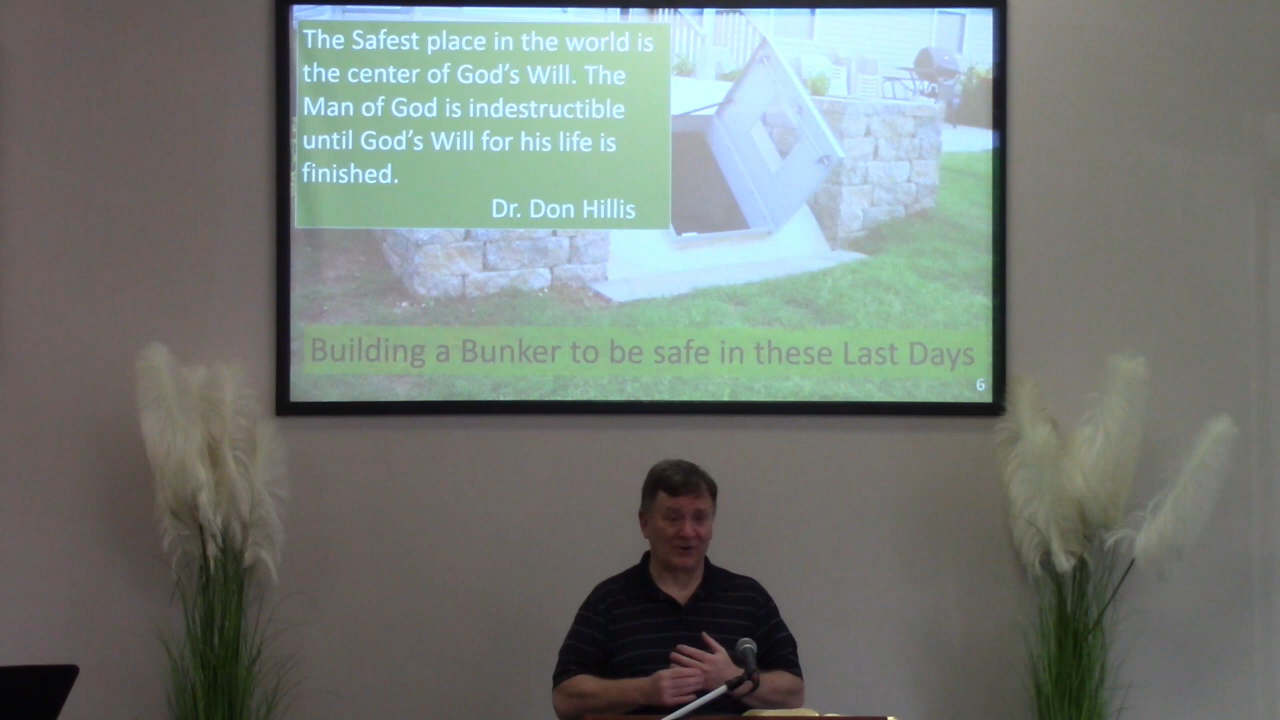 The Safest place in the world is
the center of God's Will. The
Man of God is indestructible
until God's Will for his life is
finished.
Dr. Don Hillis
Building a Bunker to be safe in these Last Days
6